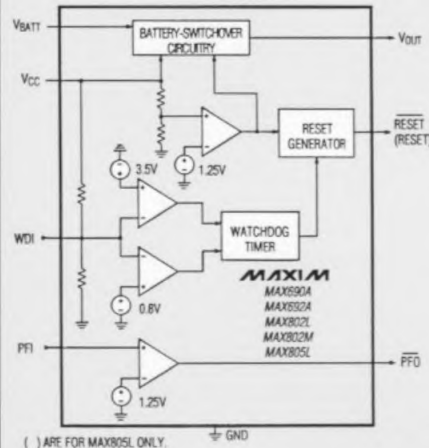 VBATT
BATTERY-SWITCHOVER
CIRCUITRY
VOUT
VCC
RESET
GENERATOR
RESET
(RESET)
1.25V
3.5V
WATCHDOG
TIMER
WDI
0.8V
MAXIM
MAX690A
MAX692A
MAX802L
MAX802M
MAX805L
PFI
PFO
1.25V
GND
( ) ARE FOR MAX805L ONLY.